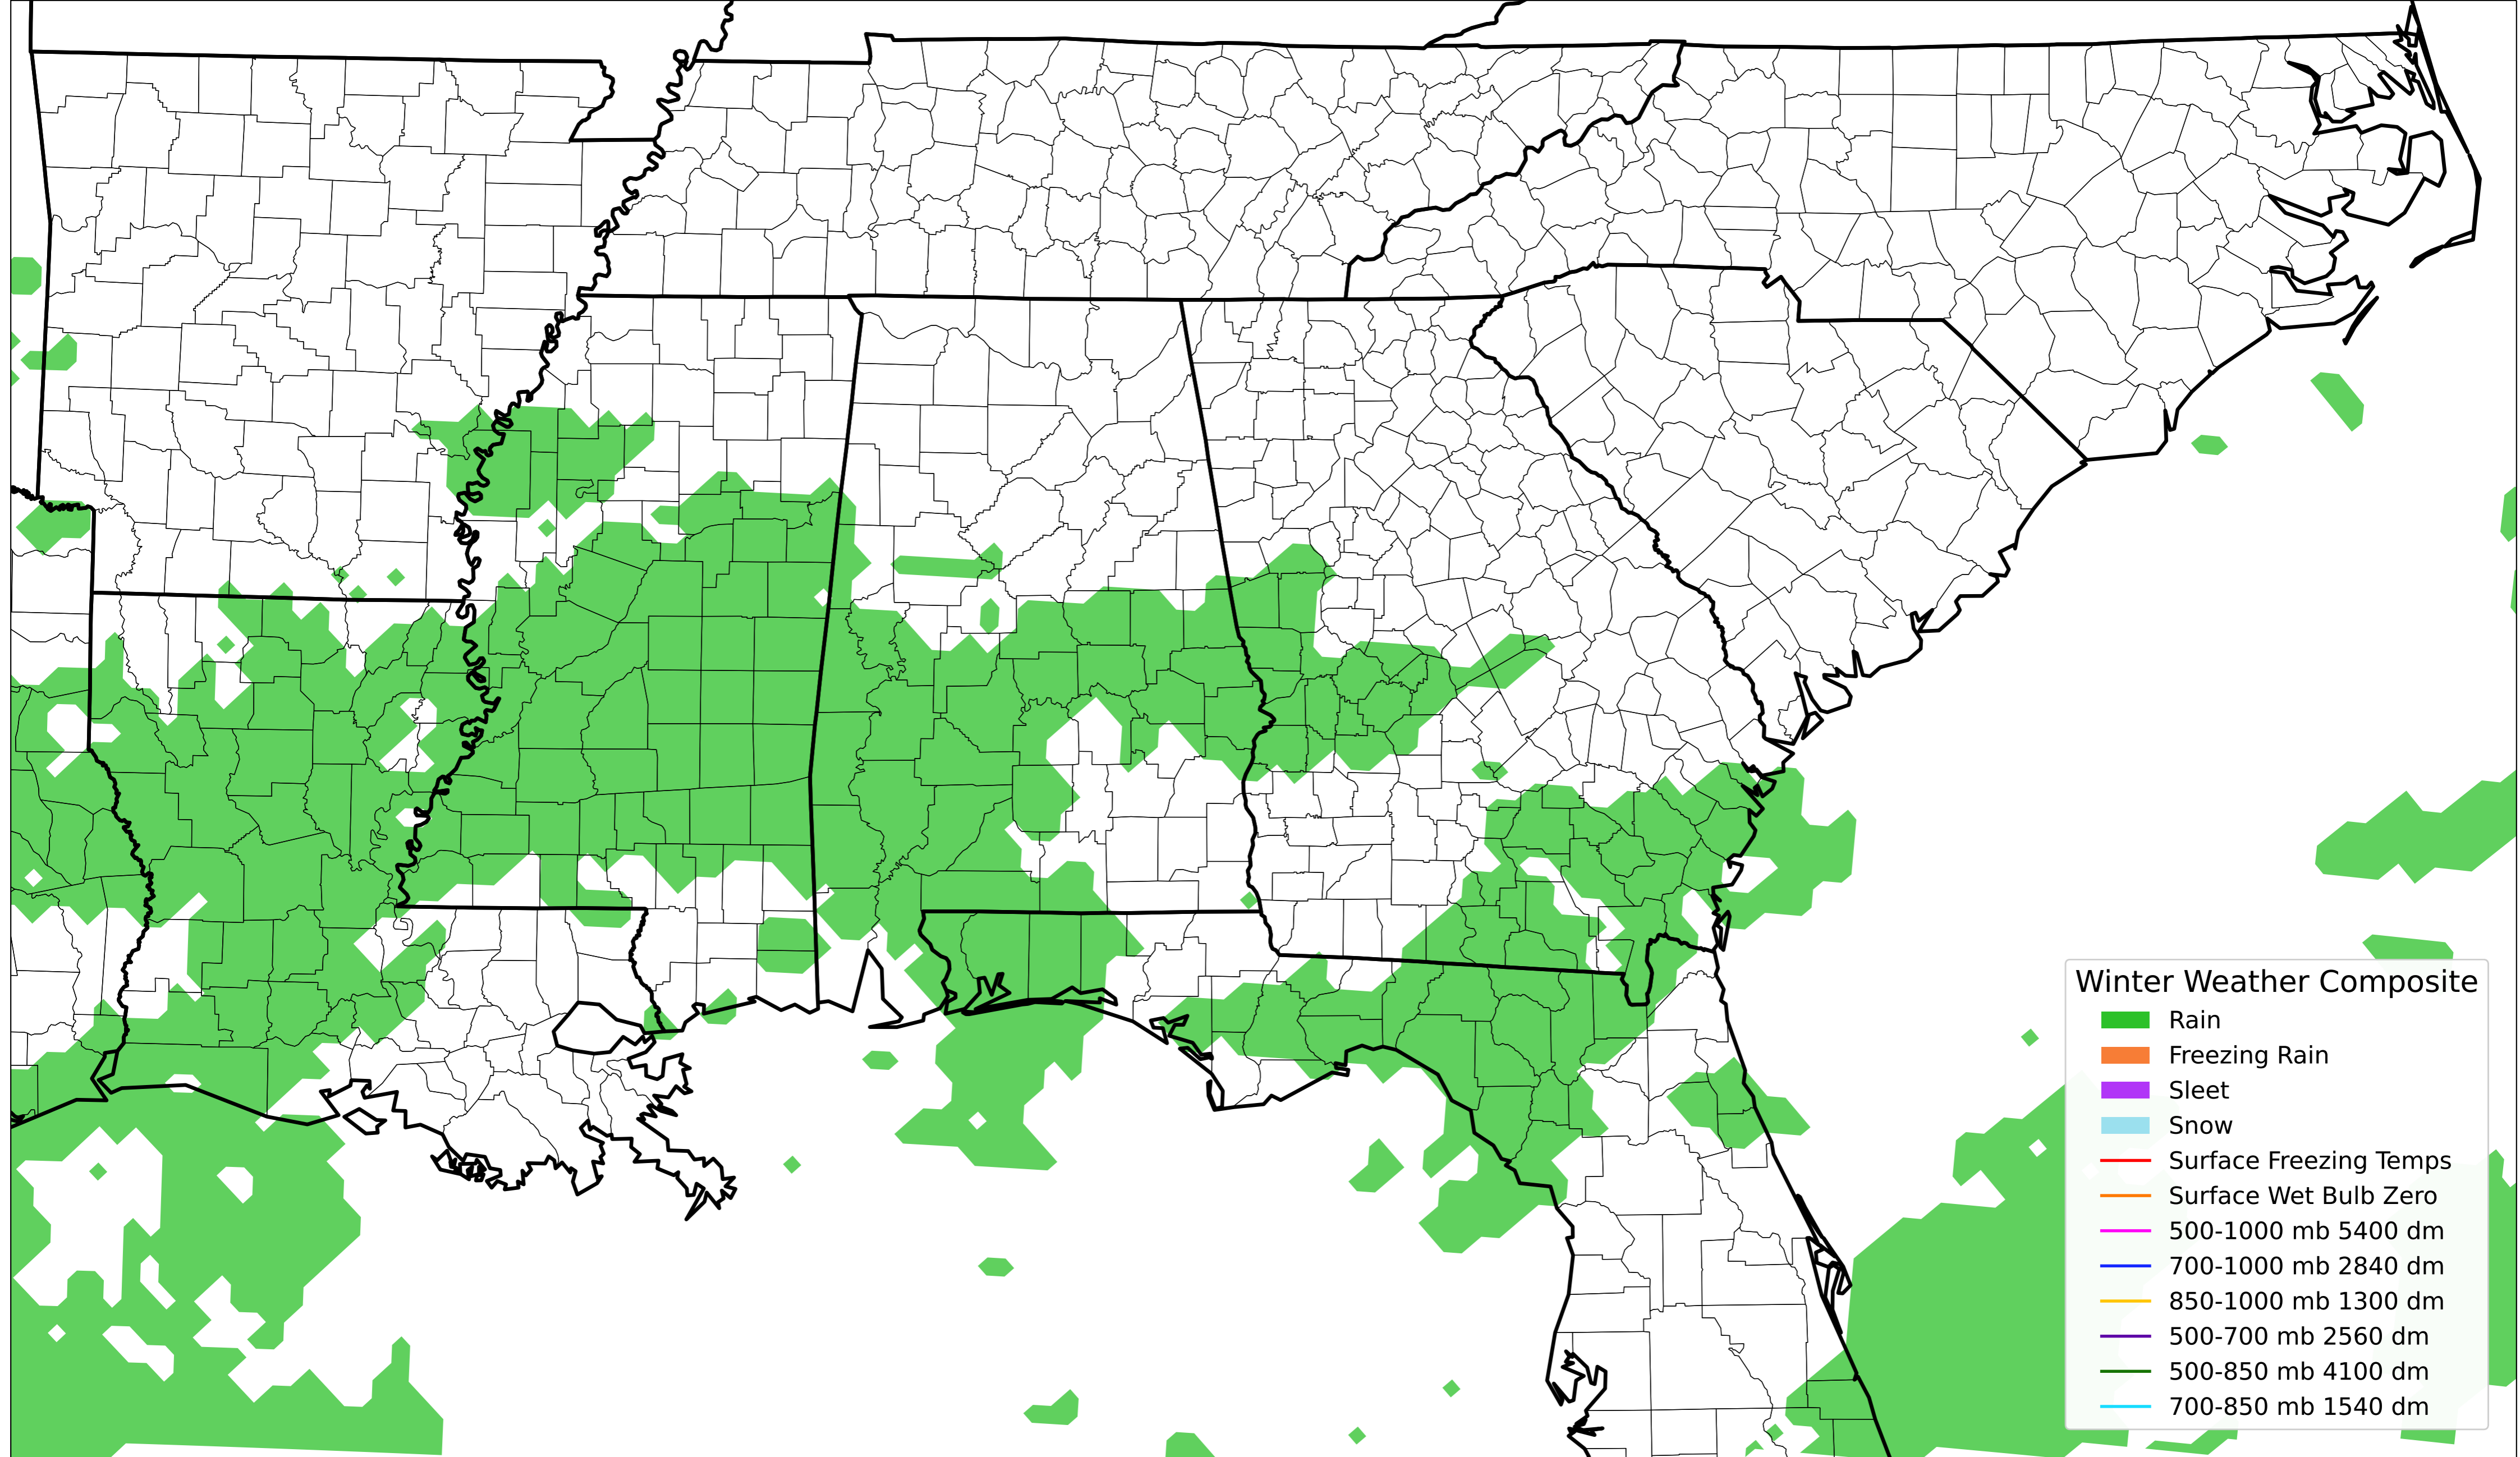 Winter Weather Composite
Rain
Freezing Rain
Sleet
Snow
Surface Freezing Temps
Surface Wet Bulb Zero
500-1000 mb 5400 dm
700-1000 mb 2840 dm
850-1000 mb 1300 dm
500-700 mb 2560 dm
500-850 mb 4100 dm
700-850 mb 1540 dm